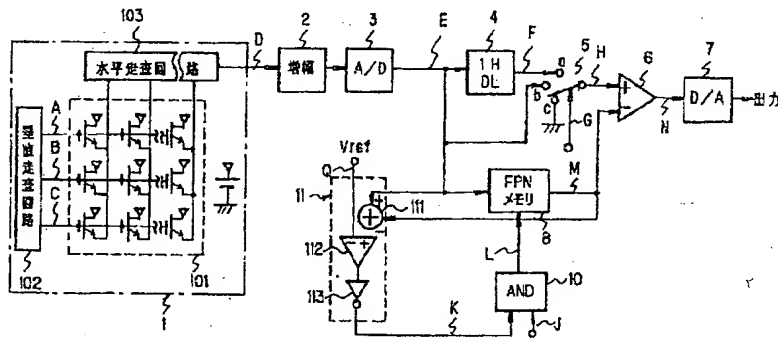 103
水平走査回路
D
2
増幅
3
A/D
E
4
1H
DL
F
a
b
c
5
H
G
6
+
−
N
7
D/A
出力
A
B
C
垂直走査回路
102
101
1
Vref
Q
11
+
111
−+
112
113
FPN
メモリ
8
M
L
AND
10
K
J